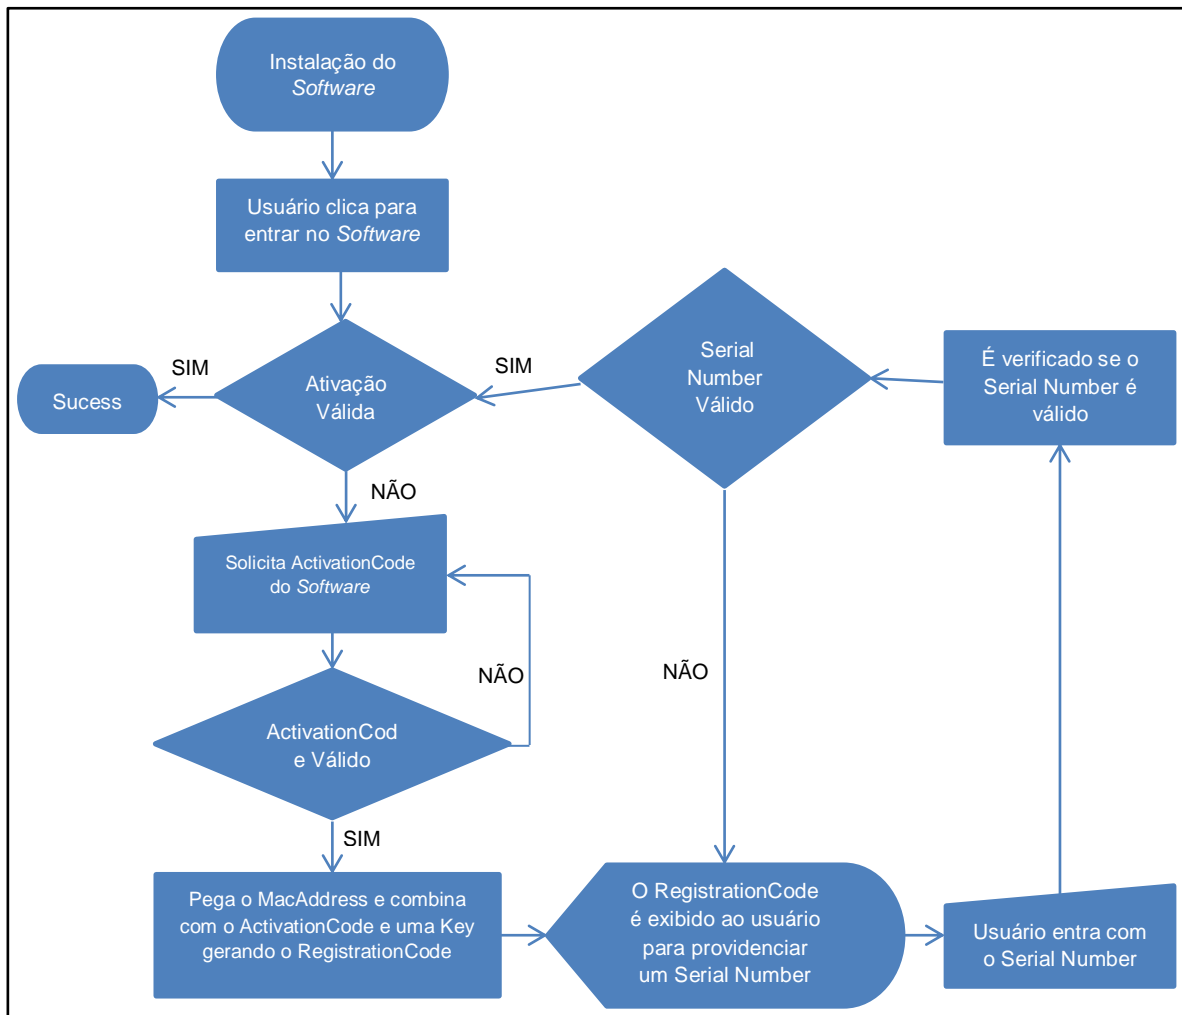 Instalação do
Software
Usuário clica para
entrar no Software
Ativação
Válida
SIM
Sucess
NÃO
Solicita ActivationCode
do Software
ActivationCod
e Válido
NÃO
SIM
Pega o MacAddress e combina
com o ActivationCode e uma Key
gerando o RegistrationCode
O RegistrationCode
é exibido ao usuário
para providenciar
um Serial Number
Usuário entra com
o Serial Number
É verificado se o
Serial Number é
válido
Serial
Number
Válido
SIM
NÃO